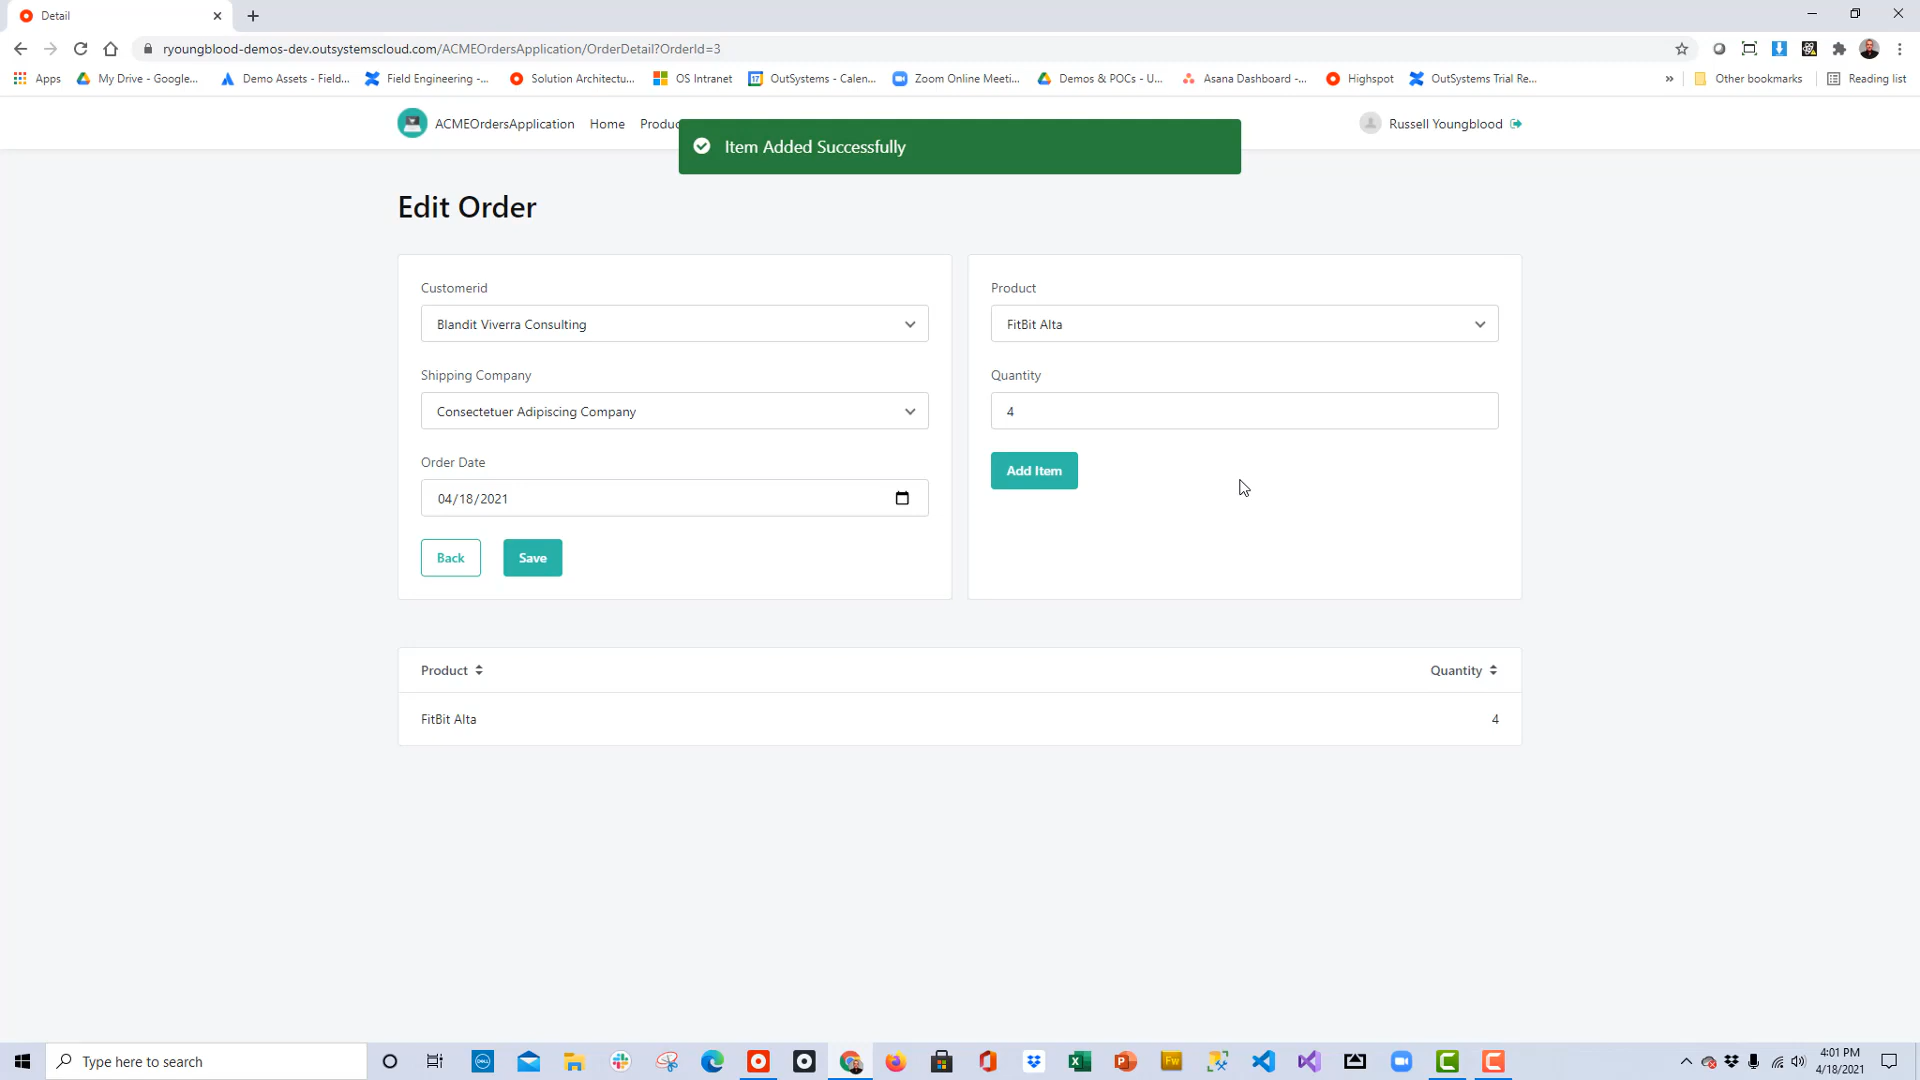 Detail
ryoungblood-demos-dev.outsystemscloud.com/ACMEOrdersApplication/OrderDetail?OrderId=3
Apps My Drive - Google... Demo Assets - Field... Field Engineering -... Solution Architectu... OS Intranet OutSystems - Calen... Zoom Online Meeti... Demos & POCs - U... Asana Dashboard -... Highspot OutSystems Trial Re... » Other bookmarks Reading list
ACMEOrdersApplication Home Produc Russell Youngblood
Item Added Successfully
Edit Order
Customerid
Blandit Viverra Consulting
Shipping Company
Consectetuer Adipiscing Company
Order Date
04/18/2021
Back Save
Product
FitBit Alta
Quantity
4
Add Item
Product Quantity
FitBit Alta 4
Type here to search
Fw
4:01 PM
4/18/2021